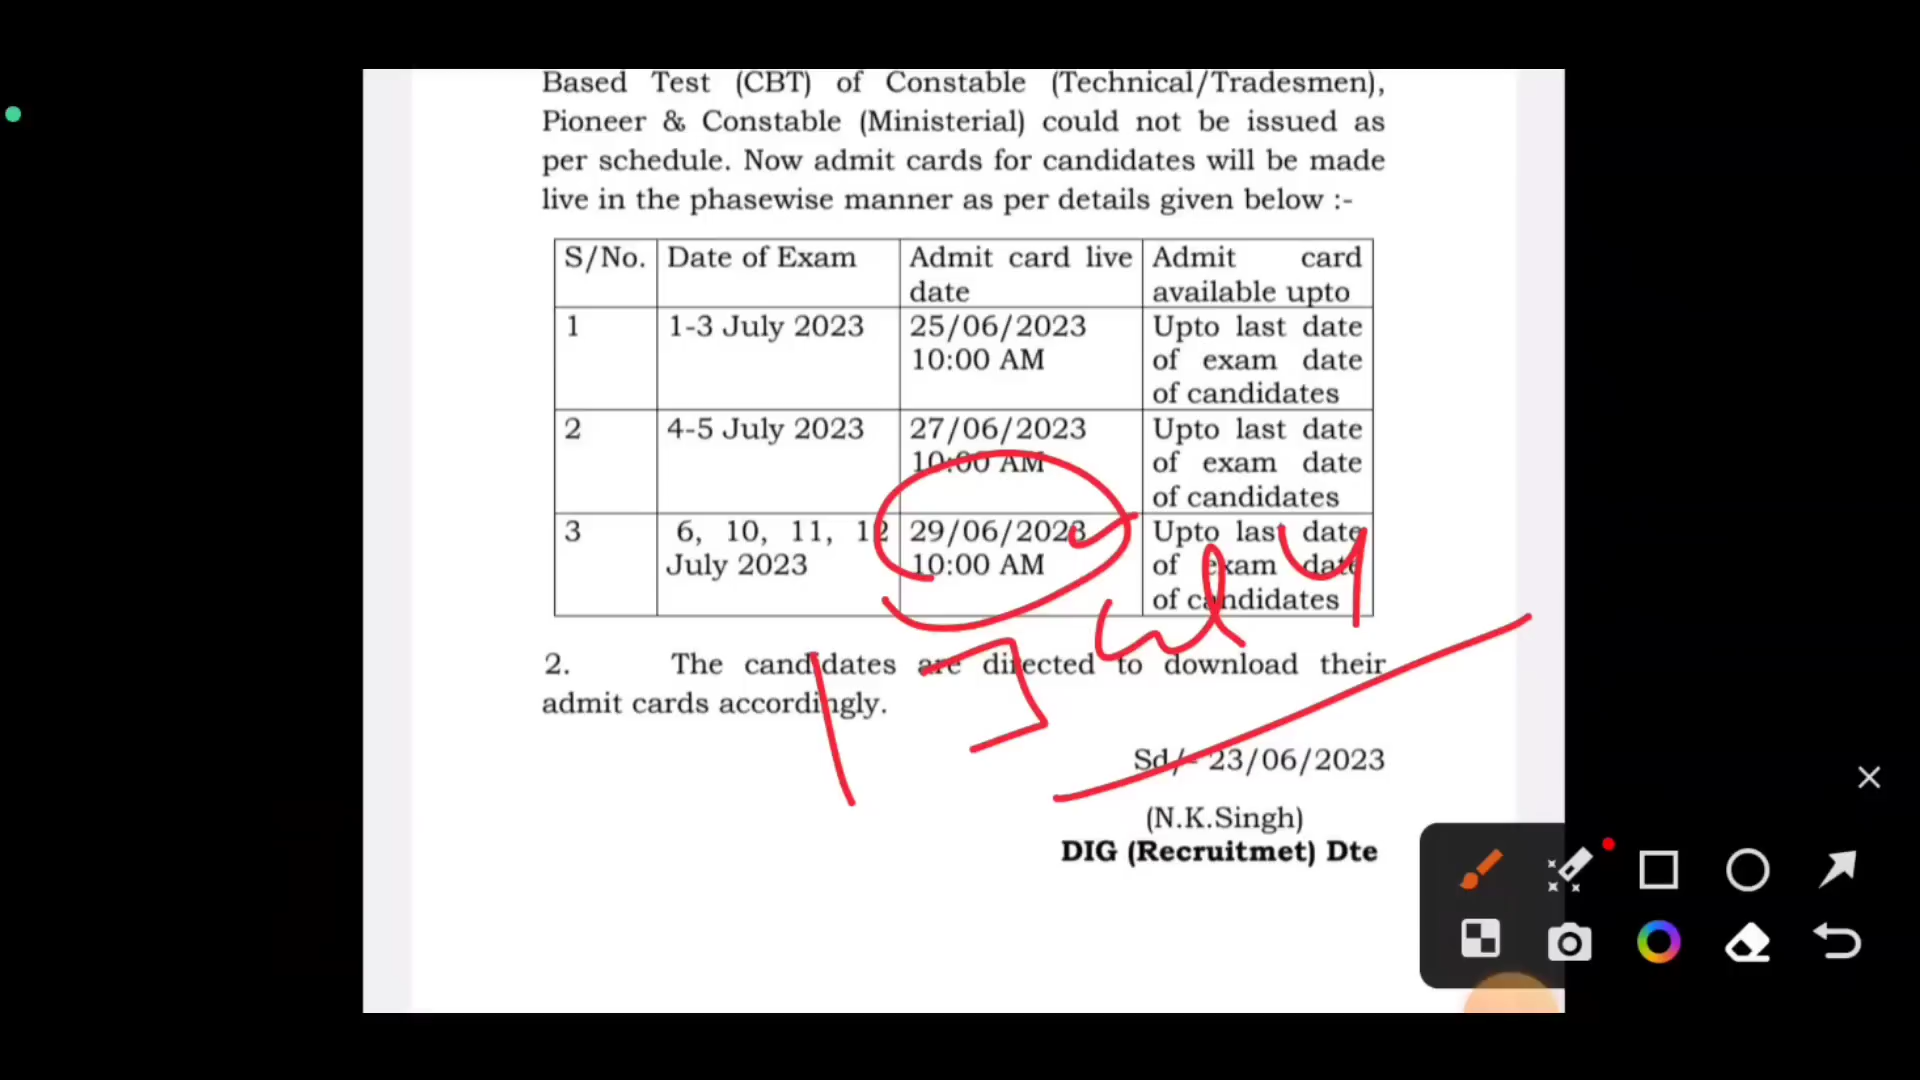 Based Test (CBT) of Constable (Technical/Tradesmen),
Pioneer & Constable (Ministerial) could not be issued as
per schedule. Now admit cards for candidates will be made
live in the phasewise manner as per details given below :-
S/No. Date of Exam Admit card live date Admit card available upto
1 1-3 July 2023 25/06/2023 10:00 AM Upto last date of exam date of candidates
2 4-5 July 2023 27/06/2023 10:00 AM Upto last date of exam date of candidates
3 6, 10, 11, 12 July 2023 29/06/2023 10:00 AM Upto last date of exam date of candidates
1 July
2. The candidates are directed to download their
admit cards accordingly.
Sd/- 23/06/2023
(N.K.Singh)
DIG (Recruitmet) Dte